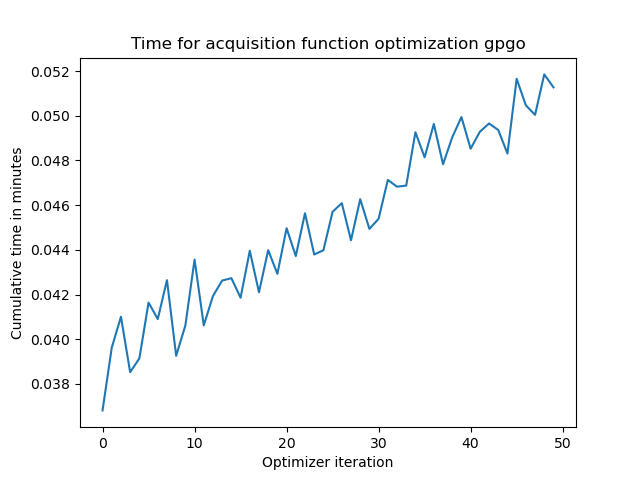 Time for acquisition function optimization gpgo
0.052
0.050
0.048
0.046
0.044
0.042
0.040
0.038
Cumulative time in minutes
0 10 20 30 40 50
Optimizer iteration